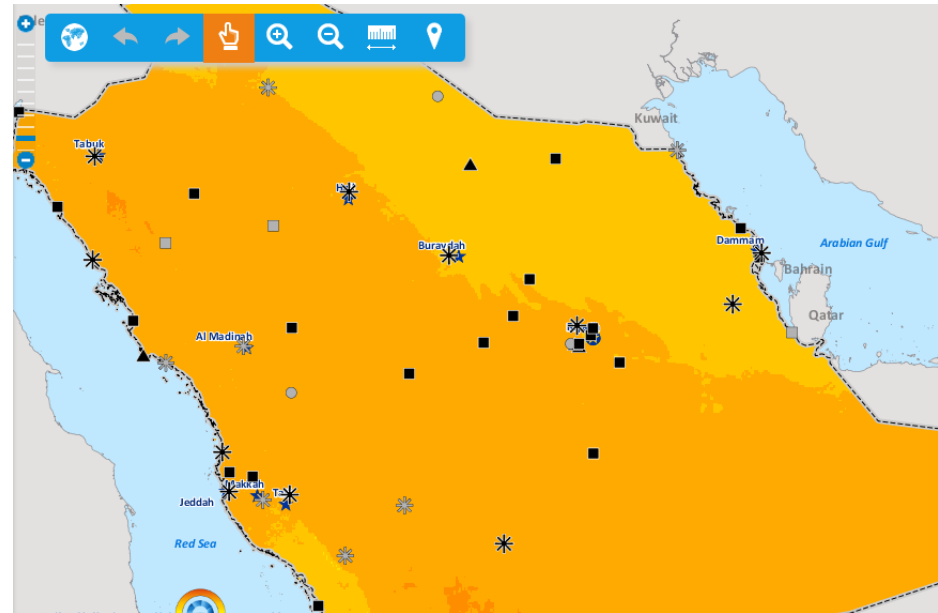 Kuwait
Tabuk
Buraydah
Dammam
Arabian Gulf
Bahrain
Qatar
Al Madinah
Makkah
Jeddah
Red Sea